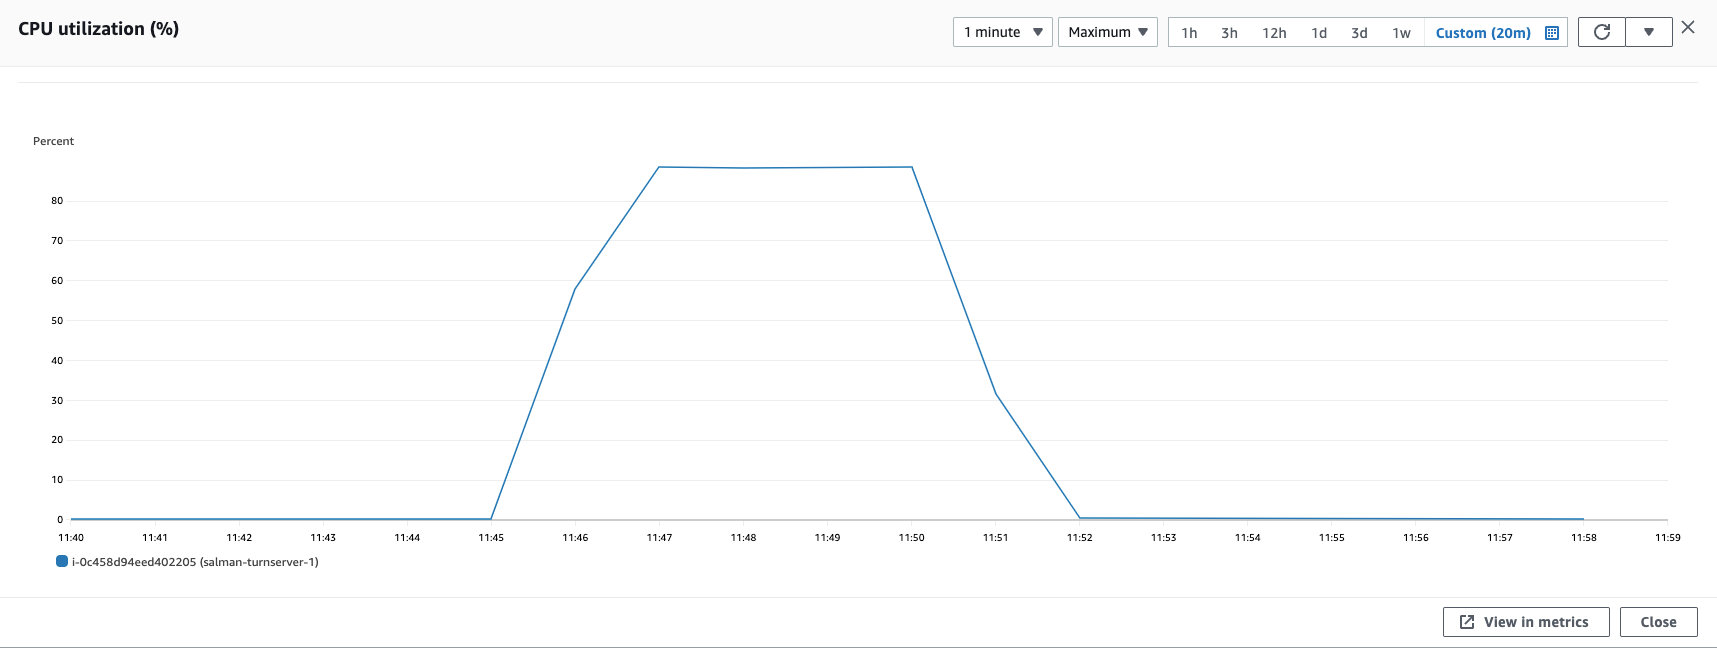 CPU utilization (%)
1 minute
Maximum
1h 3h 12h 1d 3d 1w Custom (20m)
Percent
80
70
60
50
40
30
20
10
0
11:40 11:41 11:42 11:43 11:44 11:45 11:46 11:47 11:48 11:49 11:50 11:51 11:52 11:53 11:54 11:55 11:56 11:57 11:58 11:59
i-0c458d94eed402205 (salman-turnserver-1)
View in metrics
Close